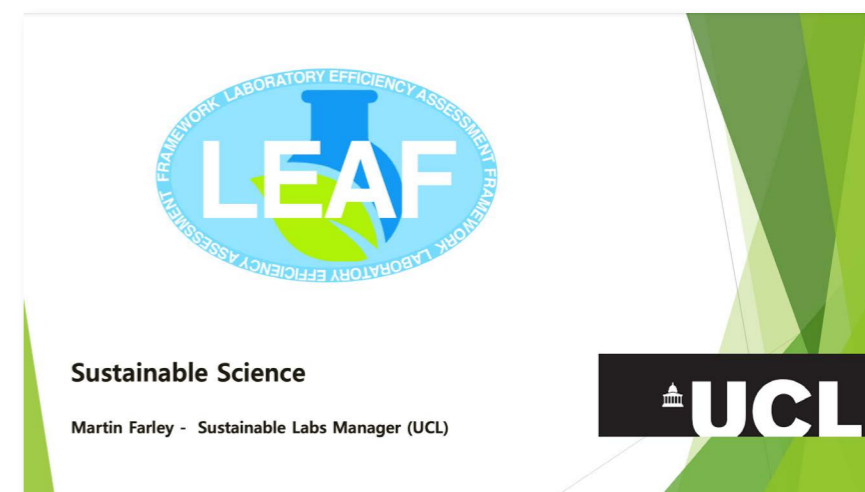 LABORATORY EFFICIENCY ASSESSMENT FRAMEWORK LABORATORY EFFICIENCY ASSESSMENT FRAMEWORK
LEAF
Sustainable Science
Martin Farley - Sustainable Labs Manager (UCL)
UCL